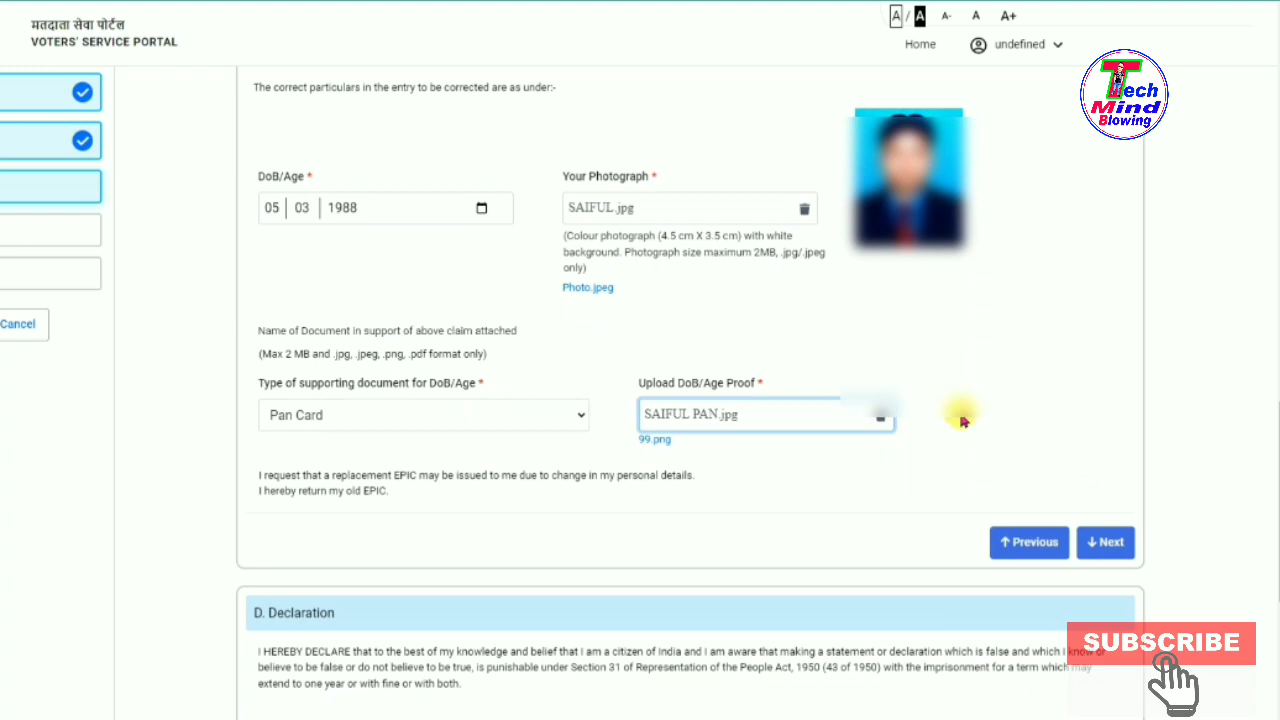 मतदाता सेवा पोर्टल
VOTERS' SERVICE PORTAL
A / A A- A A+
Home undefined
Tech
Mind
Blowing
The correct particulars in the entry to be corrected are as under:-
DoB/Age * Your Photograph *
05 03 1988 SAIFUL.jpg
(Colour photograph (4.5 cm X 3.5 cm) with white
background. Photograph size maximum 2MB, .jpg/.jpeg
only)
Photo.jpeg
Cancel
Name of Document in support of above claim attached
(Max 2 MB and .jpg, .jpeg, .png, .pdf format only)
Type of supporting document for DoB/Age * Upload DoB/Age Proof *
Pan Card SAIFUL PAN.jpg
99.png
I request that a replacement EPIC may be issued to me due to change in my personal details.
I hereby return my old EPIC.
Previous Next
D. Declaration
I HEREBY DECLARE that to the best of my knowledge and belief that I am a citizen of India and I am aware that making a statement or declaration which is false and which I know or
believe to be false or do not believe to be true, is punishable under Section 31 of Representation of the People Act, 1950 (43 of 1950) with the imprisonment for a term which may
extend to one year or with fine or with both.
SUBSCRIBE